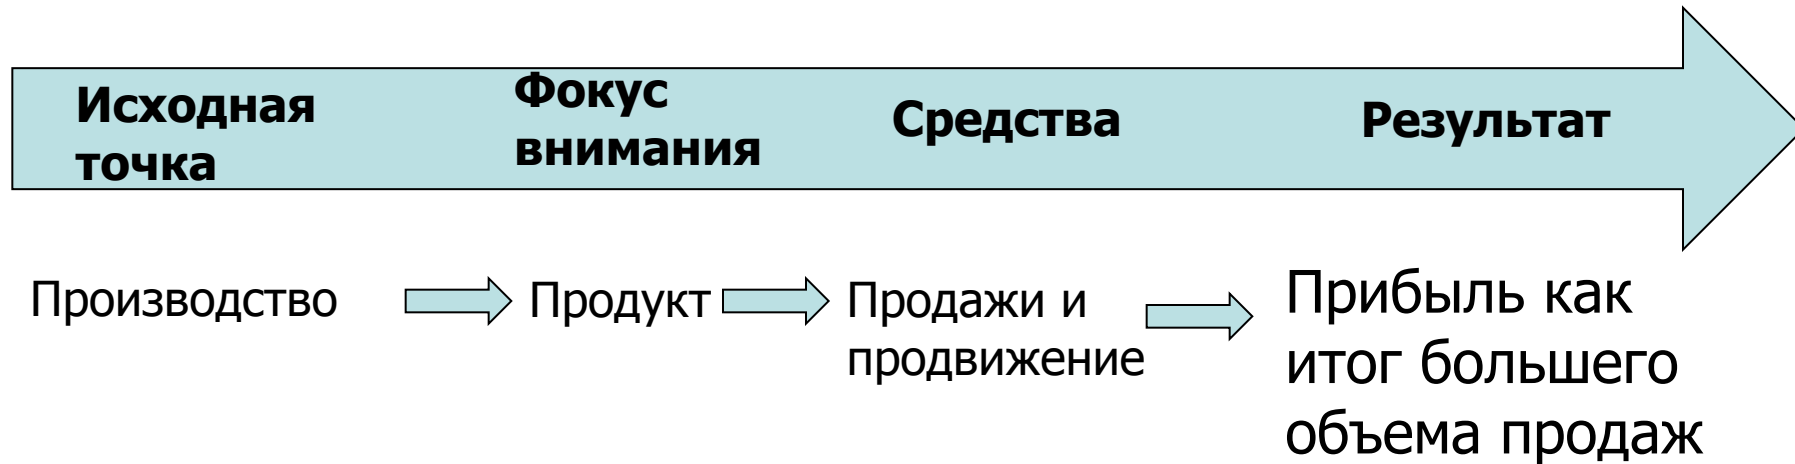 Исходная
точка
Фокус
внимания
Средства
Результат
Производство
Продукт
Продажи и
продвижение
Прибыль как
итог большего
объема продаж